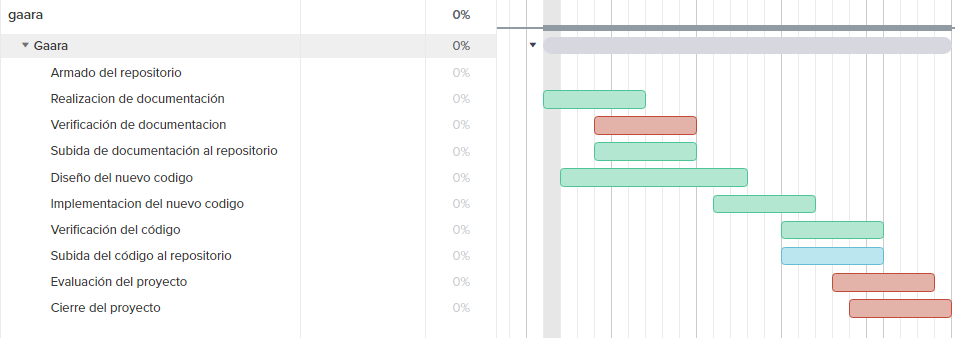 gaara 0%
Gaara 0%
Armado del repositorio 0%
Realizacion de documentación 0%
Verificación de documentacion 0%
Subida de documentación al repositorio 0%
Diseño del nuevo codigo 0%
Implementacion del nuevo codigo 0%
Verificación del código 0%
Subida del código al repositorio 0%
Evaluación del proyecto 0%
Cierre del proyecto 0%